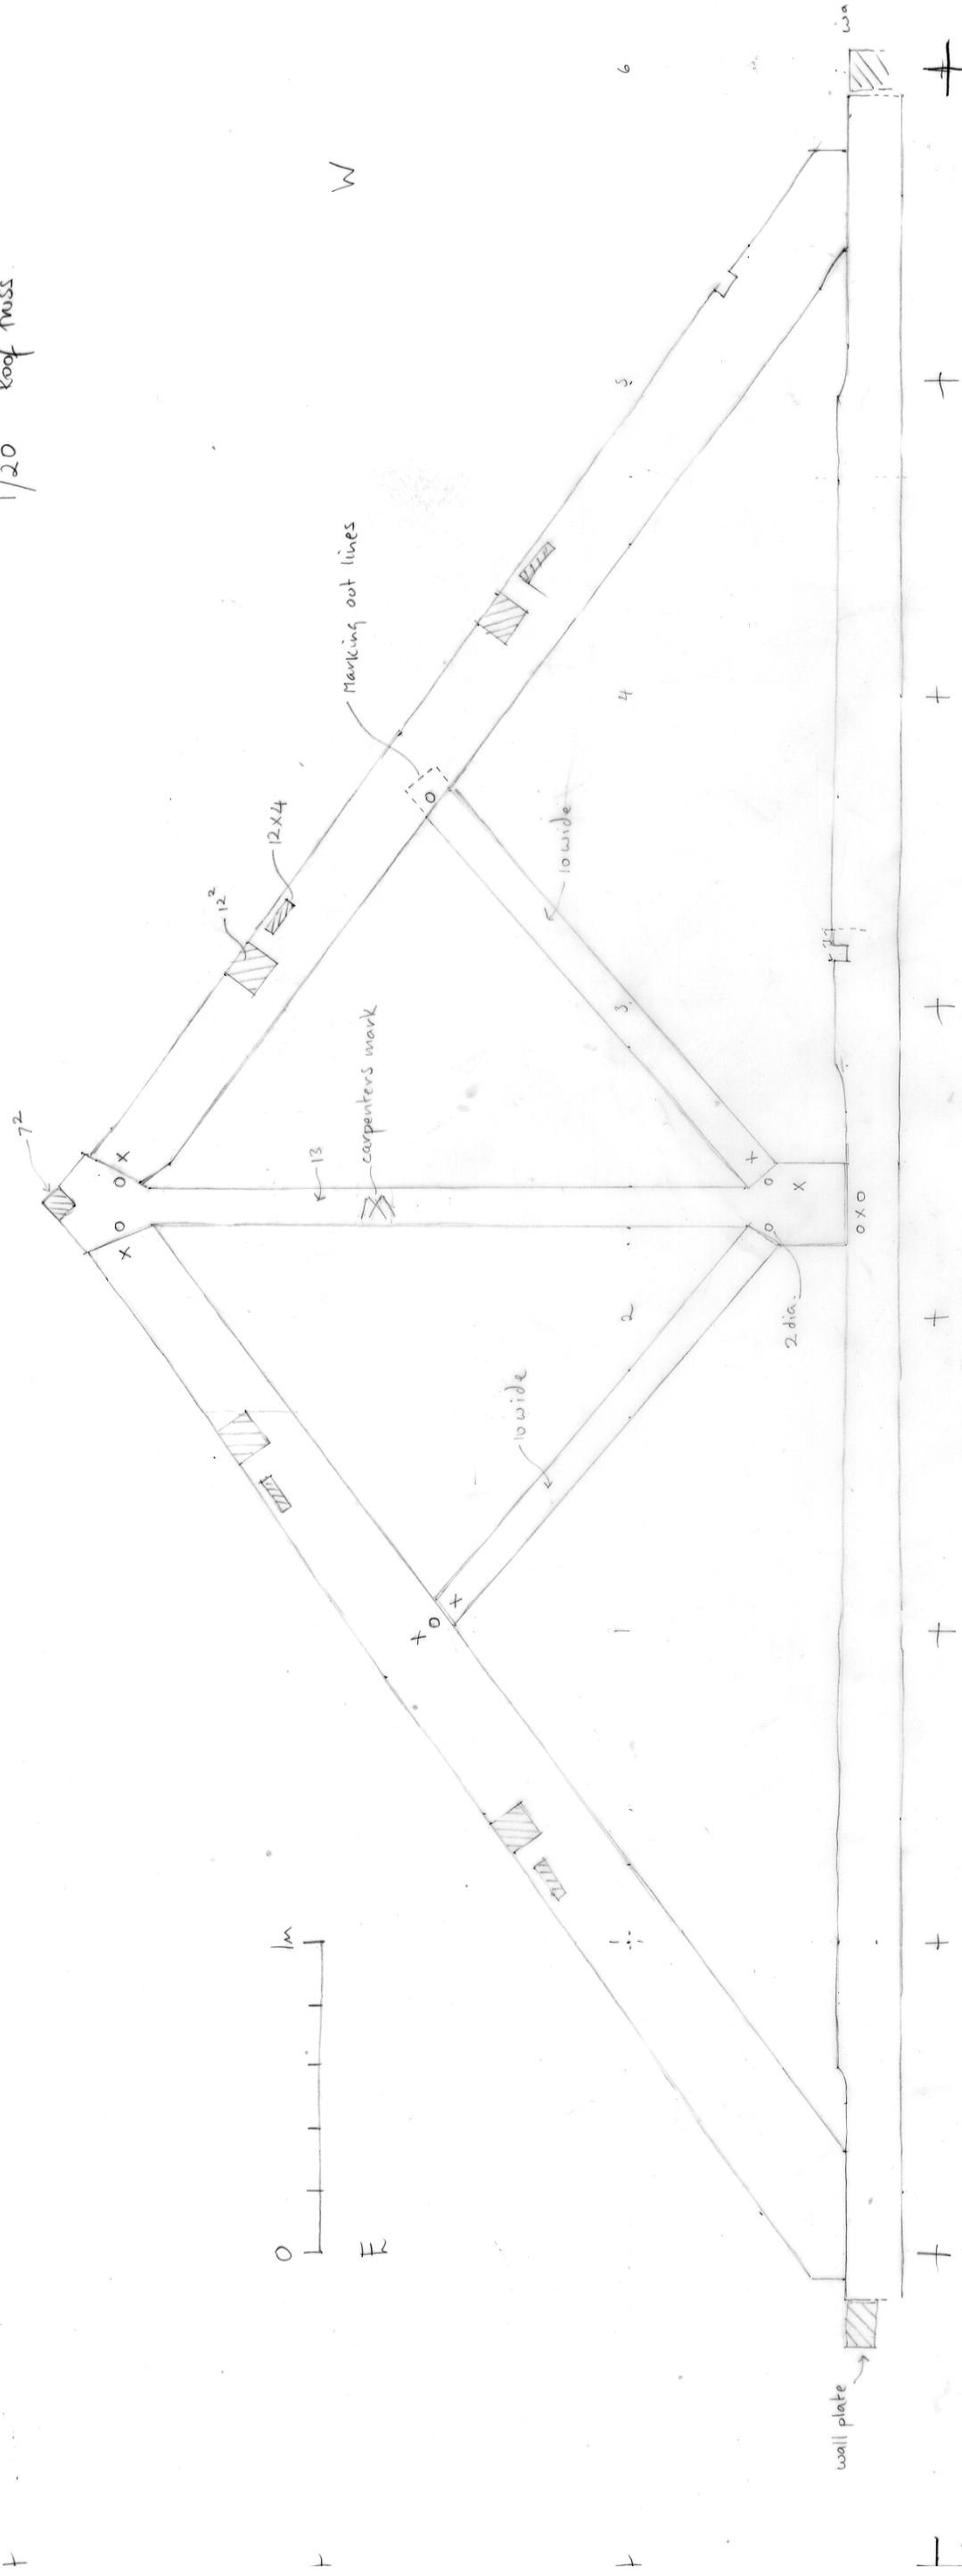 1/20 Roof Truss
W
6
wa
5
Marking out lines
4
12x4
12²
10 wide
3
7²
13
carpenters mark
X O
O X
+ O
X
O
O X O
2
2 dia.
10 wide
O
X
X O +
1
0 1M
E
wall plate